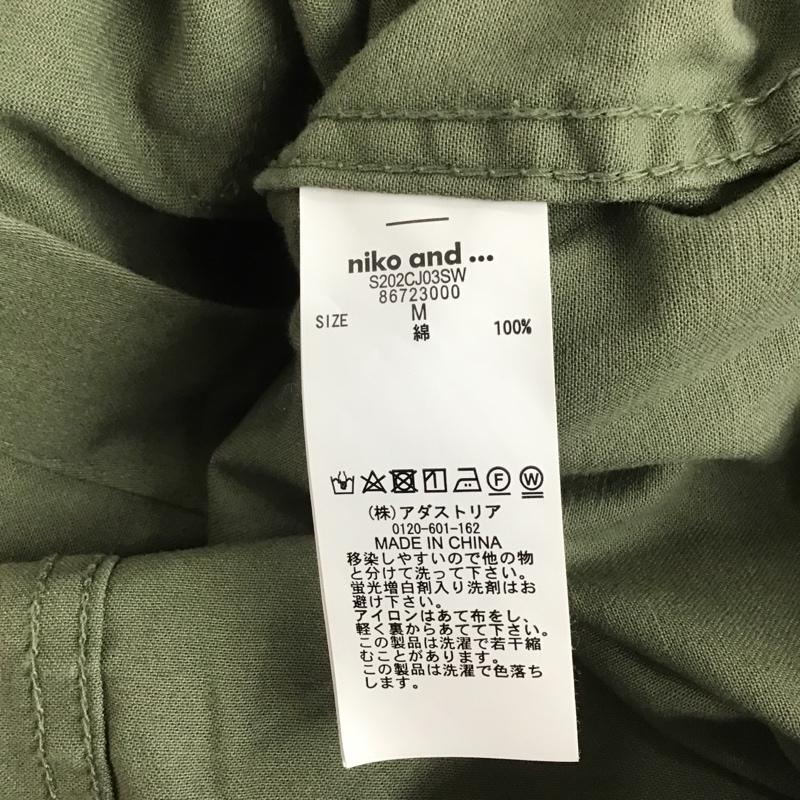 niko and ...
S202CJ03SW
86723000
SIZE M
綿 100%
F W
(株)アダストリア
0120-601-162
MADE IN CHINA
移染しやすいので他の物
と分けて洗って下さい。
蛍光増白剤入り洗剤はお
避け下さい。
アイロンはあて布をし、
軽く裏からあてて下さい。
この製品は洗濯で若干縮
むことがあります。
この製品は洗濯で色落ち
します。